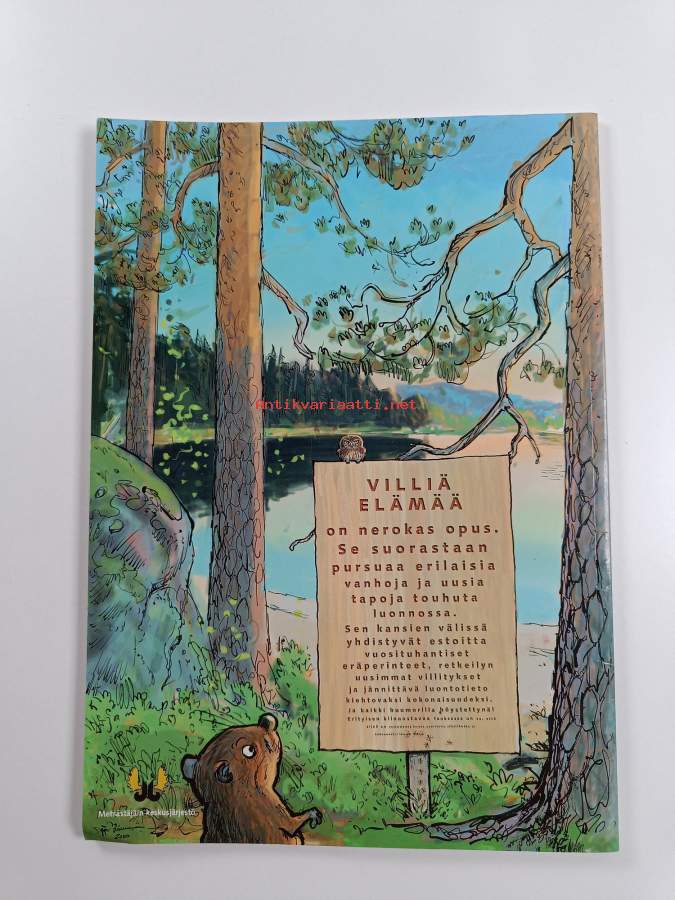 Antikvariaatti.net
VILLIÄ
ELÄMÄÄ
on nerokas opus.
Se suorastaan
pursuaa erilaisia
vanhoja ja uusia
tapoja touhuta
luonnossa.
Sen kansien välissä
yhdistyvät estoitta
vuosituhantiset
eräperinteet, retkeilyn
uusimmat villitykset
ja jännittävä luontotieto
kiehtovaksi kokonaisuudeksi.
Ja kaikki huumorilla höystettynä!
Erityisen kiinnostavaa
Metsästäjäin keskusjärjestö